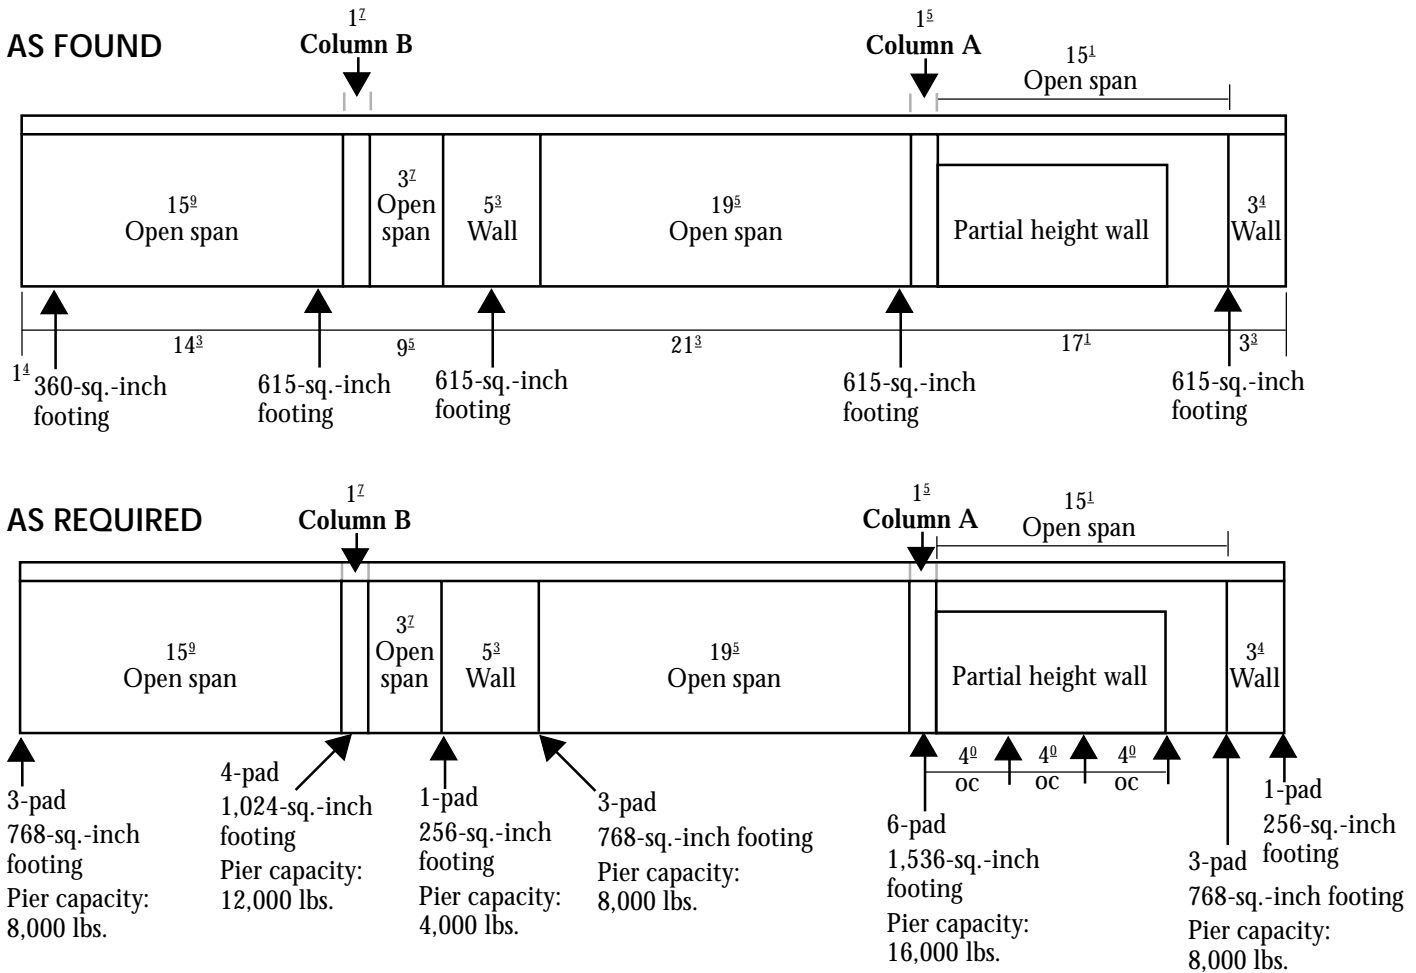 AS FOUND
1⁷
Column B
1⁵
Column A
15¹
Open span
15⁹
Open span
3⁷
Open
span
5³
Wall
19⁵
Open span
Partial height wall
3⁴
Wall
1⁴
14³
9⁵
21³
17¹
3³
360-sq.-inch
footing
615-sq.-inch
footing
615-sq.-inch
footing
615-sq.-inch
footing
615-sq.-inch
footing
AS REQUIRED
1⁷
Column B
1⁵
Column A
15¹
Open span
15⁹
Open span
3⁷
Open
span
5³
Wall
19⁵
Open span
Partial height wall
3⁴
Wall
4⁰
oc
4⁰
oc
4⁰
oc
3-pad
768-sq.-inch
footing
Pier capacity:
8,000 lbs.
4-pad
1,024-sq.-inch
footing
Pier capacity:
12,000 lbs.
1-pad
256-sq.-inch
footing
Pier capacity:
4,000 lbs.
3-pad
768-sq.-inch footing
Pier capacity:
8,000 lbs.
6-pad
1,536-sq.-inch
footing
Pier capacity:
16,000 lbs.
3-pad
768-sq.-inch footing
Pier capacity:
8,000 lbs.
1-pad
256-sq.-inch
footing